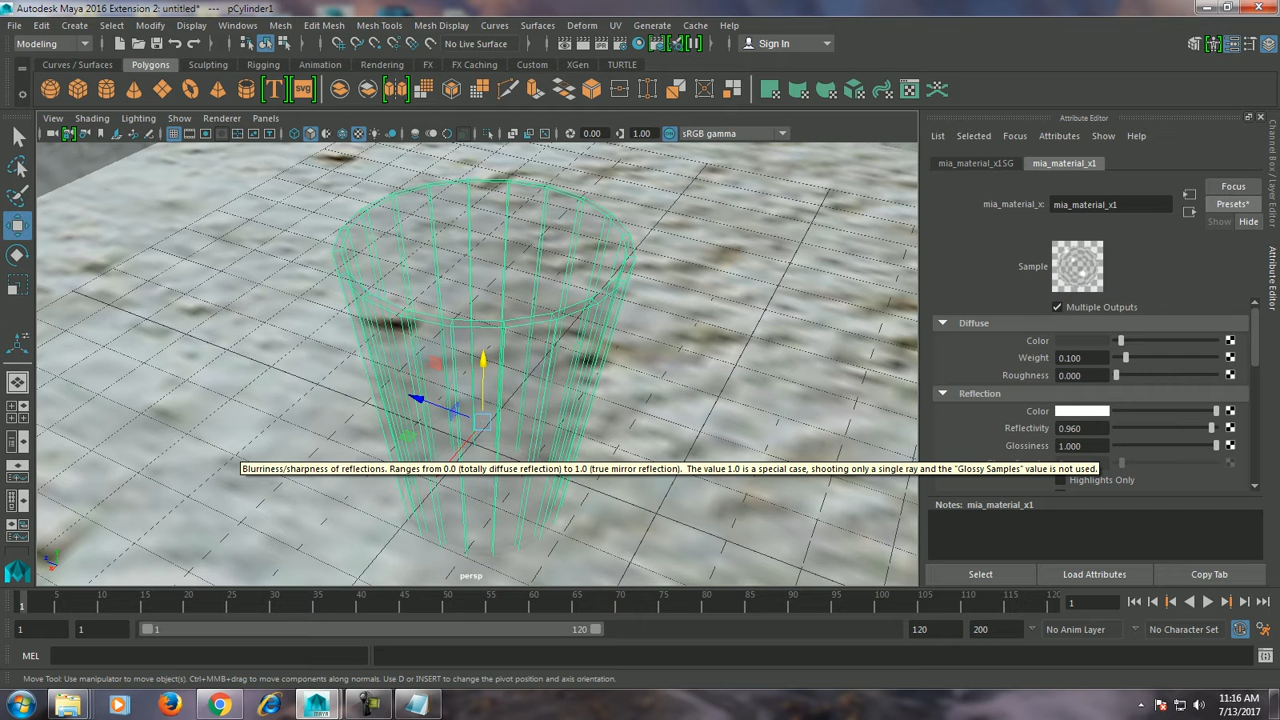 Autodesk Maya 2016 Extension 2: untitled* --- pCylinder1
File Edit Create Select Modify Display Windows Mesh Edit Mesh Mesh Tools Mesh Display Curves Surfaces Deform UV Generate Cache Help
Modeling No Live Surface Sign In
Curves / Surfaces Polygons Sculpting Rigging Animation Rendering FX FX Caching Custom XGen TURTLE
T svg
View Shading Lighting Show Renderer Panels
0.00 1.00 sRGB gamma
Attribute Editor
List Selected Focus Attributes Show Help
mia_material_x1SG mia_material_x1
Focus
mia_material_x: mia_material_x1 Presets*
Show Hide
Sample
Multiple Outputs
Diffuse
Color
Weight 0.100
Roughness 0.000
Reflection
Color
Reflectivity 0.960
Glossiness 1.000
Blurriness/sharpness of reflections. Ranges from 0.0 (totally diffuse reflection) to 1.0 (true mirror reflection). The value 1.0 is a special case, shooting only a single ray and the "Glossy Samples" value is not used.
Highlights Only
Notes: mia_material_x1
Select Load Attributes Copy Tab
Channel Box / Layer Editor
Attribute Editor
persp
1 5 10 15 20 25 30 35 40 45 50 55 60 65 70 75 80 85 90 95 100 105 110 115 120
1
1 1 1 120 120 200 No Anim Layer No Character Set
MEL
Move Tool: Use manipulator to move object(s). Ctrl+MMB+drag to move components along normals. Use D or INSERT to change the pivot position and axis orientation.
11:16 AM
7/13/2017